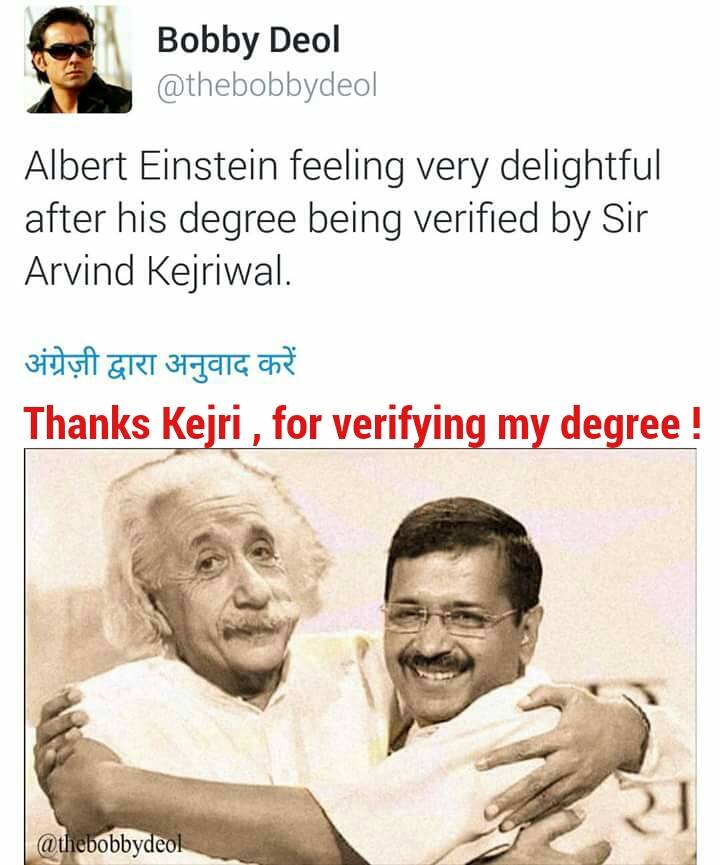 Bobby Deol
@thebobbydeol
Albert Einstein feeling very delightful
after his degree being verified by Sir
Arvind Kejriwal.
अंग्रेज़ी द्वारा अनुवाद करें
Thanks Kejri , for verifying my degree !
@thebobbydeol